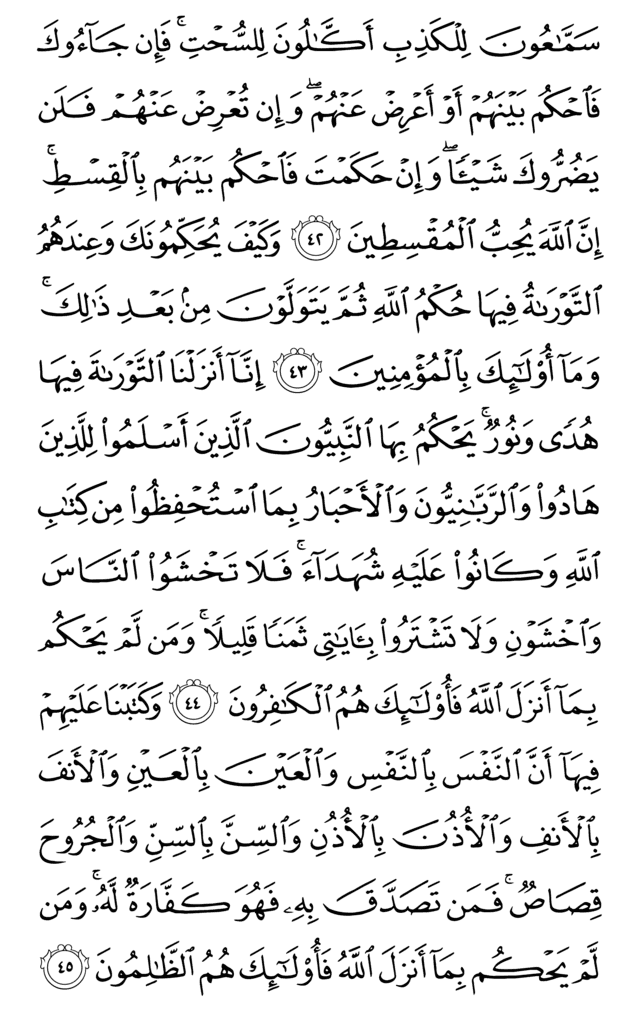 سَمَّٰعُونَ لِلۡكَذِبِ أَكَّٰلُونَ لِلسُّحۡتِۚ فَإِن جَآءُوكَ
فَٱحۡكُم بَيۡنَهُمۡ أَوۡ أَعۡرِضۡ عَنۡهُمۡۖ وَإِن تُعۡرِضۡ عَنۡهُمۡ فَلَن
يَضُرُّوكَ شَيۡـٔٗاۖ وَإِنۡ حَكَمۡتَ فَٱحۡكُم بَيۡنَهُم بِٱلۡقِسۡطِۚ
إِنَّ ٱللَّهَ يُحِبُّ ٱلۡمُقۡسِطِينَ ٤٢ وَكَيۡفَ يُحَكِّمُونَكَ وَعِندَهُمُ
ٱلتَّوۡرَىٰةُ فِيهَا حُكۡمُ ٱللَّهِ ثُمَّ يَتَوَلَّوۡنَ مِنۢ بَعۡدِ ذَٰلِكَۚ
وَمَآ أُوْلَٰٓئِكَ بِٱلۡمُؤۡمِنِينَ ٤٣ إِنَّآ أَنزَلۡنَا ٱلتَّوۡرَىٰةَ فِيهَا
هُدٗى وَنُورٞۚ يَحۡكُمُ بِهَا ٱلنَّبِيُّونَ ٱلَّذِينَ أَسۡلَمُواْ لِلَّذِينَ
هَادُواْ وَٱلرَّبَّٰنِيُّونَ وَٱلۡأَحۡبَارُ بِمَا ٱسۡتُحۡفِظُواْ مِن كِتَٰبِ
ٱللَّهِ وَكَانُواْ عَلَيۡهِ شُهَدَآءَۚ فَلَا تَخۡشَوُاْ ٱلنَّاسَ
وَٱخۡشَوۡنِ وَلَا تَشۡتَرُواْ بِـَٔايَٰتِي ثَمَنٗا قَلِيلٗاۚ وَمَن لَّمۡ يَحۡكُم
بِمَآ أَنزَلَ ٱللَّهُ فَأُوْلَٰٓئِكَ هُمُ ٱلۡكَٰفِرُونَ ٤٤ وَكَتَبۡنَا عَلَيۡهِمۡ
فِيهَآ أَنَّ ٱلنَّفۡسَ بِٱلنَّفۡسِ وَٱلۡعَيۡنَ بِٱلۡعَيۡنِ وَٱلۡأَنفَ
بِٱلۡأَنفِ وَٱلۡأُذُنَ بِٱلۡأُذُنِ وَٱلسِّنَّ بِٱلسِّنِّ وَٱلۡجُرُوحَ
قِصَاصٞۚ فَمَن تَصَدَّقَ بِهِۦ فَهُوَ كَفَّارَةٞ لَّهُۥۚ وَمَن
لَّمۡ يَحۡكُم بِمَآ أَنزَلَ ٱللَّهُ فَأُوْلَٰٓئِكَ هُمُ ٱلظَّٰلِمُونَ ٤٥